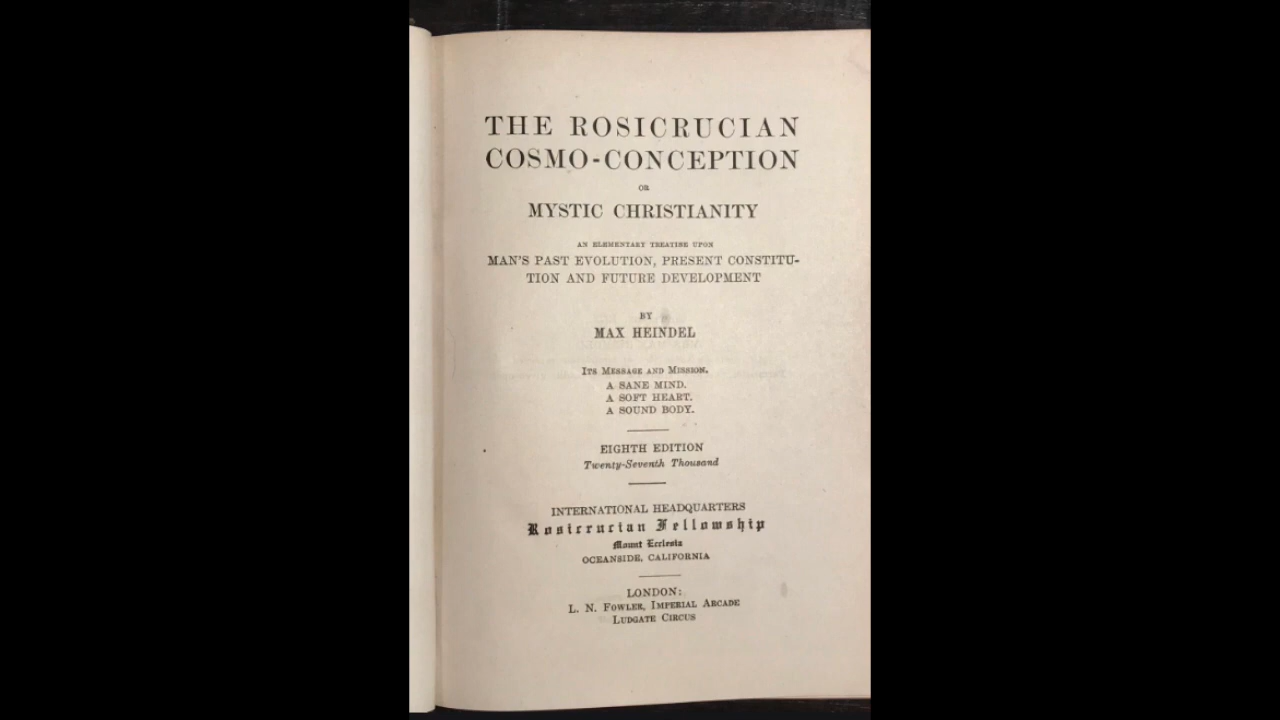 THE ROSICRUCIAN
COSMO-CONCEPTION
OR
MYSTIC CHRISTIANITY
AN ELEMENTARY TREATISE UPON
MAN'S PAST EVOLUTION, PRESENT CONSTITU-
TION AND FUTURE DEVELOPMENT
BY
MAX HEINDEL
ITS MESSAGE AND MISSION.
A SANE MIND.
A SOFT HEART.
A SOUND BODY.
EIGHTH EDITION
Twenty-Seventh Thousand
INTERNATIONAL HEADQUARTERS
Rosicrucian Fellowship
Mount Ecclesia
OCEANSIDE, CALIFORNIA
LONDON:
L. N. FOWLER, IMPERIAL ARCADE
LUDGATE CIRCUS